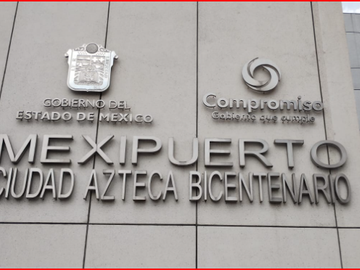 GOBIERNO DEL
ESTADO DE MÉXICO
Compromiso
Gobierno que cumple
MEXIPUERTO
CIUDAD AZTECA BICENTENARIO